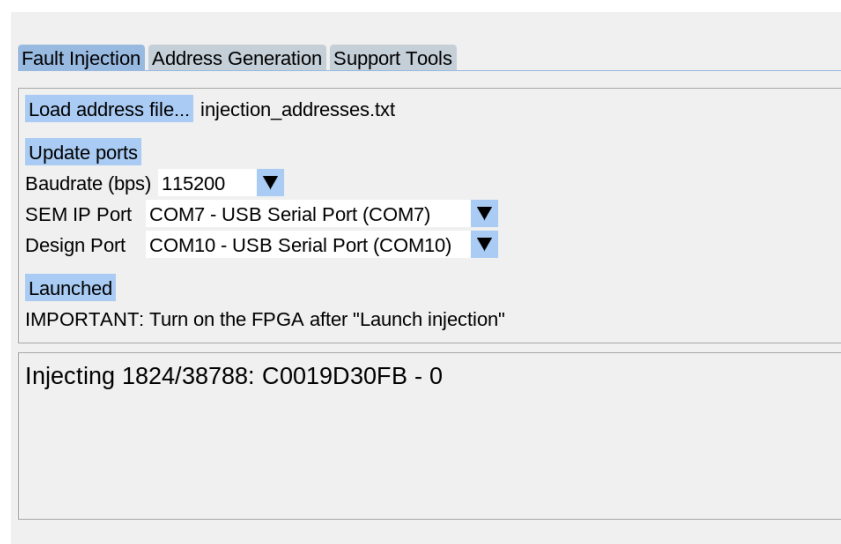 Fault Injection Address Generation Support Tools
Load address file... injection_addresses.txt
Update ports
Baudrate (bps) 115200
SEM IP Port COM7 - USB Serial Port (COM7)
Design Port COM10 - USB Serial Port (COM10)
Launched
IMPORTANT: Turn on the FPGA after "Launch injection"
Injecting 1824/38788: C0019D30FB - 0